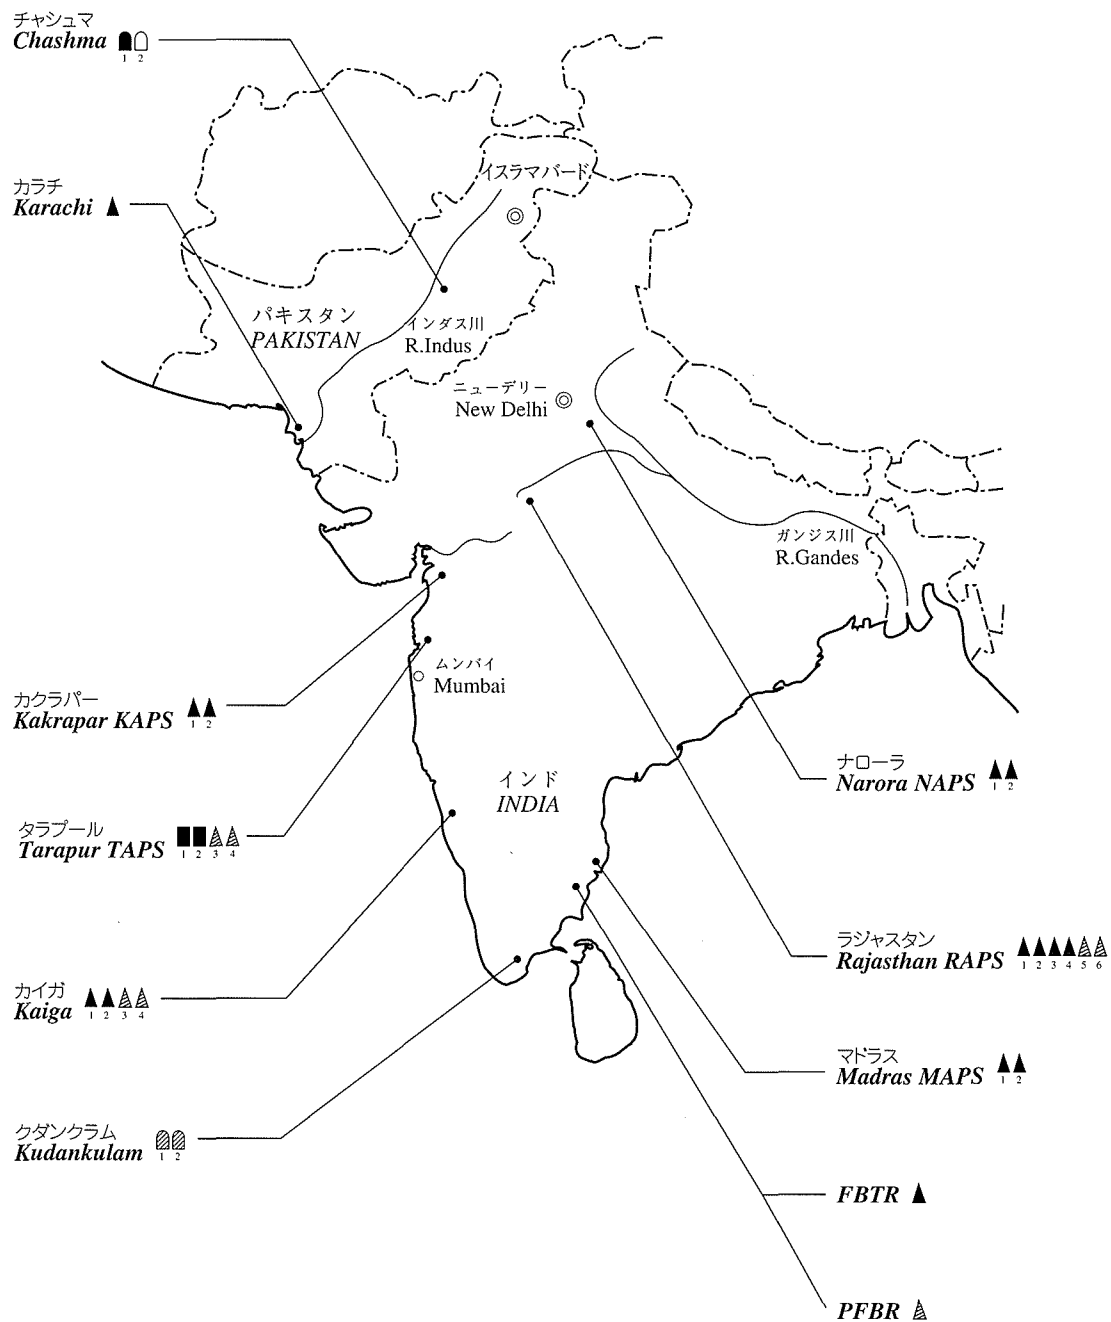 チャシュマ
Chashma
1 2
イスラマバード
カラチ
Karachi
パキスタン
PAKISTAN
インダス川
R.Indus
ニューデリー
New Delhi
ガンジス川
R.Gandes
ムンバイ
Mumbai
カクラパー
Kakrapar KAPS
1 2
ナローラ
Narora NAPS
1 2
インド
INDIA
タラプール
Tarapur TAPS
1 2 3 4
ラジャスタン
Rajasthan RAPS
1 2 3 4 5 6
カイガ
Kaiga
1 2 3 4
マドラス
Madras MAPS
1 2
クダンクラム
Kudankulam
1 2
FBTR
PFBR